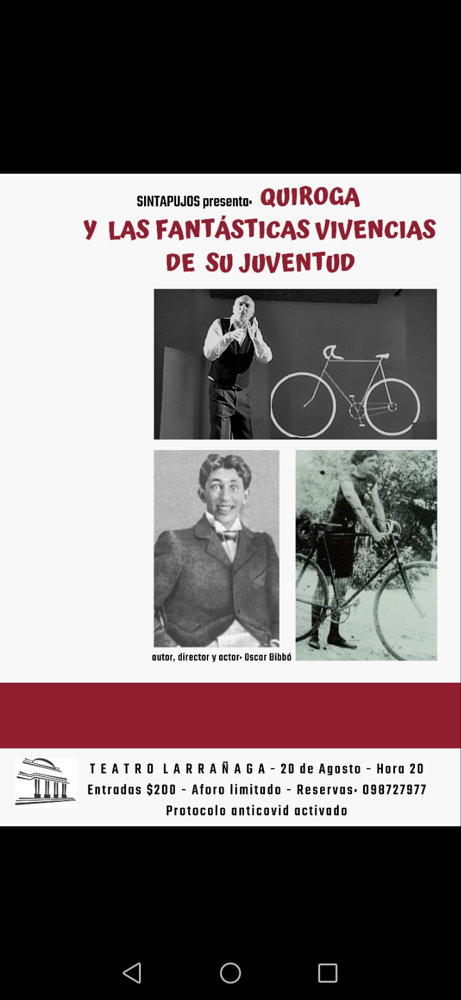 SINTAPUJOS presenta: QUIROGA
Y LAS FANTÁSTICAS VIVENCIAS
DE SU JUVENTUD
autor, director y actor: Oscar Bibbó
TEATRO LARRAÑAGA - 20 de Agosto - Hora 20
Entradas $200 - Aforo limitado - Reservas: 098727977
Protocolo anticovid activado